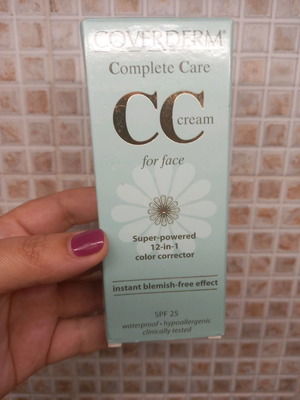 COVERDERM®
Complete Care
CC cream
for face
Super-powered
12-in-1
color corrector
instant blemish-free effect
SPF 25
waterproof • hypoallergenic
clinically tested